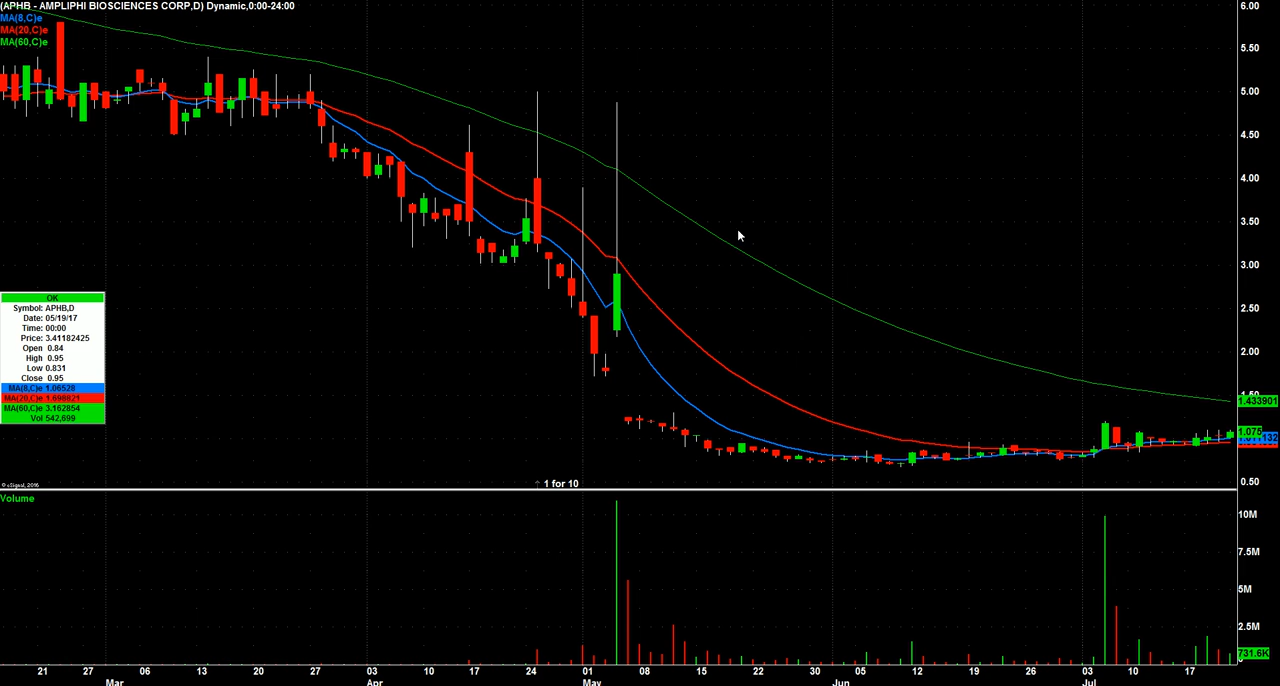 (APHB - AMPLIPHI BIOSCIENCES CORP,D) Dynamic,0:00-24:00
MA(8,C)e
MA(20,C)e
MA(60,C)e
6.00
5.50
5.00
4.50
4.00
3.50
3.00
2.50
2.00
1.50
1.433901
1.075
0.50
OK
Symbol: APHB,D
Date: 05/19/17
Time: 00:00
Price: 3.41182425
Open 0.84
High 0.95
Low 0.831
Close 0.95
MA(8,C)e 1.06528
MA(20,C)e 1.698821
MA(60,C)e 3.162854
Vol 542,699
© eSignal, 2016
1 for 10
Volume
10M
7.5M
5M
2.5M
731.6K
0
21 27 06 13 20 27 03 10 17 24 01 08 15 22 30 05 12 19 26 03 10 17
Mar Apr May Jun Jul